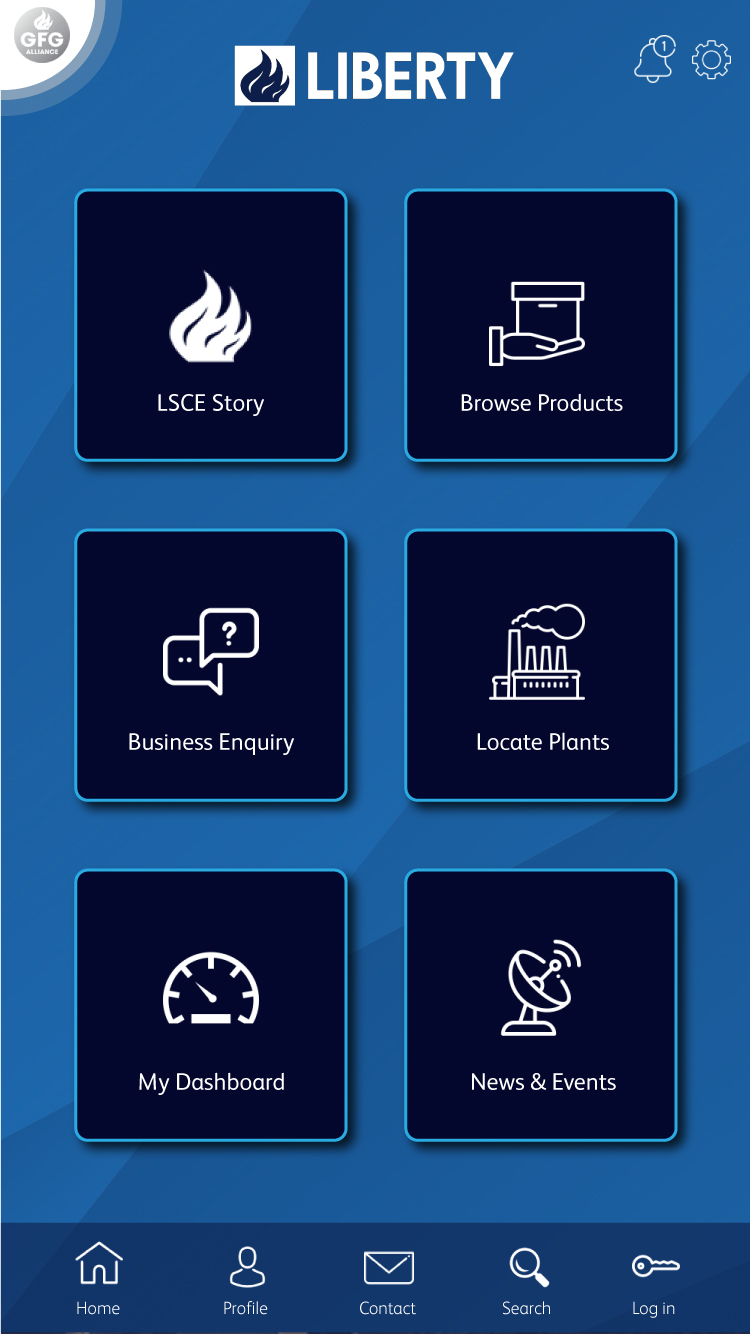 GFG
ALLIANCE
LIBERTY
1
LSCE Story
Browse Products
?
Business Enquiry
Locate Plants
My Dashboard
News & Events
Home
Profile
Contact
Search
Log in